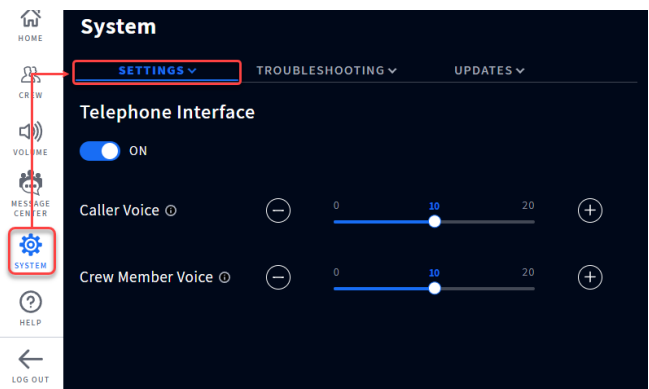 HOME
CREW
VOLUME
MESSAGE
CENTER
SYSTEM
HELP
LOG OUT
System
SETTINGS
TROUBLESHOOTING
UPDATES
Telephone Interface
ON
Caller Voice
0
10
20
Crew Member Voice
0
10
20